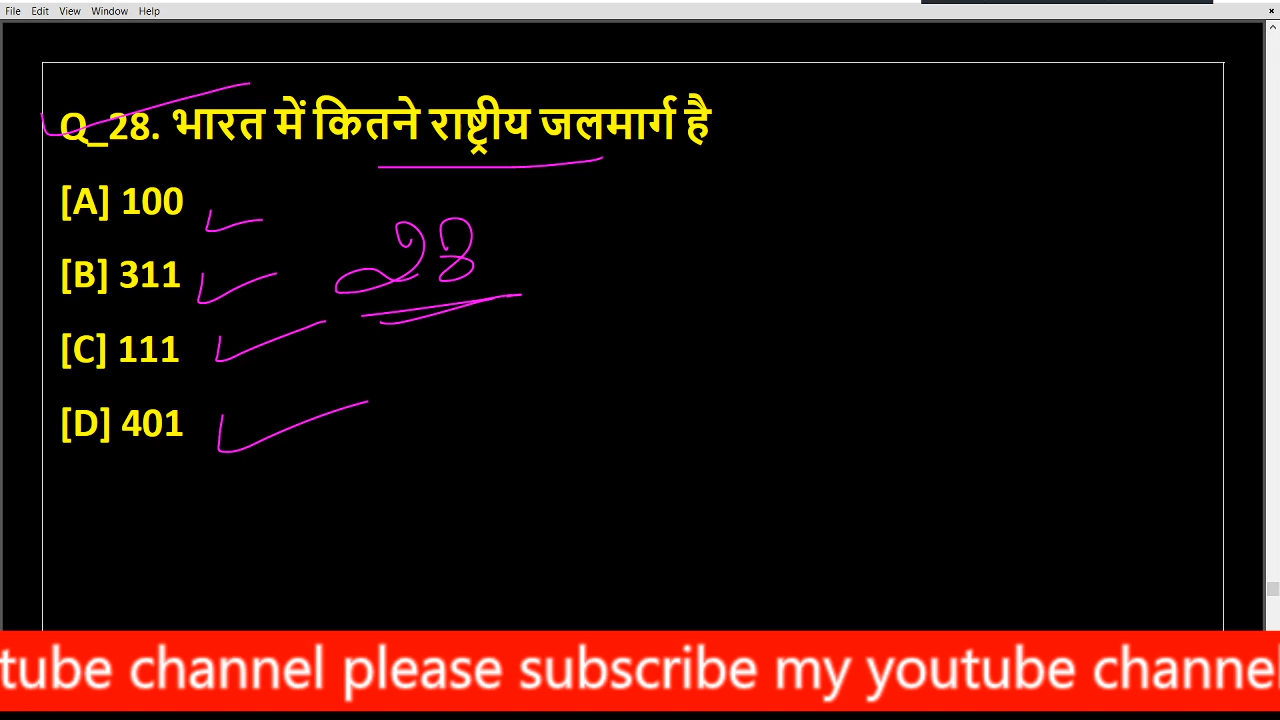 File Edit View Window Help
Q_28. भारत में कितने राष्ट्रीय जलमार्ग है
[A] 100
28
[B] 311
[C] 111
[D] 401
tube channel please subscribe my youtube channel